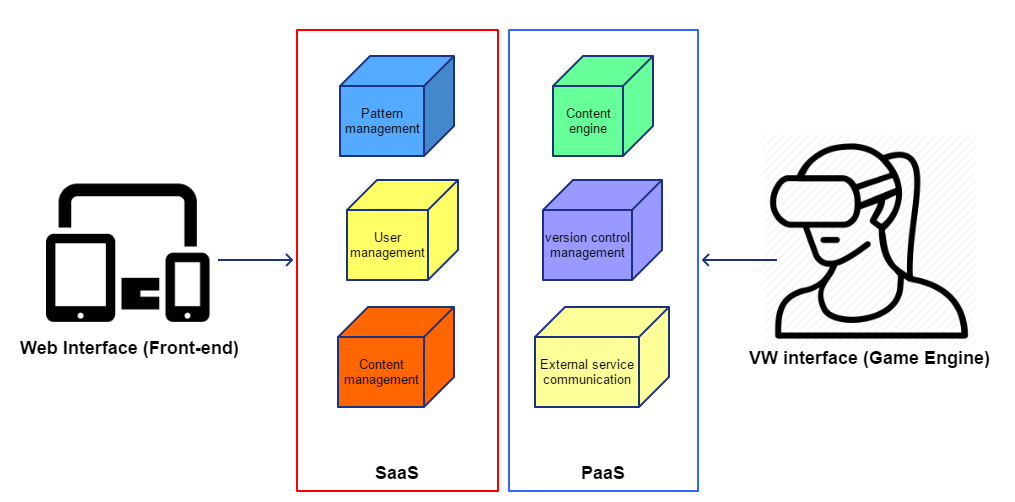 Pattern
management
Content
engine
User
management
version control
management
Web Interface (Front-end)
VW interface (Game Engine)
Content
management
External service
communication
SaaS
PaaS